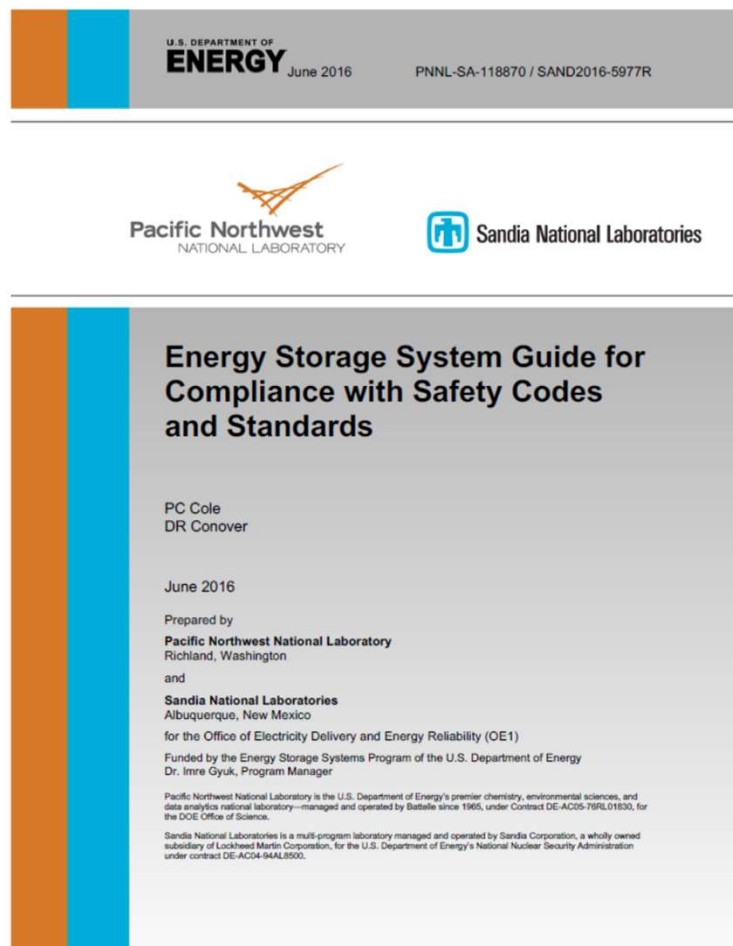 U.S. DEPARTMENT OF
ENERGY June 2016 PNNL-SA-118870 / SAND2016-5977R
Pacific Northwest
NATIONAL LABORATORY
Sandia National Laboratories
Energy Storage System Guide for
Compliance with Safety Codes
and Standards
PC Cole
DR Conover
June 2016
Prepared by
Pacific Northwest National Laboratory
Richland, Washington
and
Sandia National Laboratories
Albuquerque, New Mexico
for the Office of Electricity Delivery and Energy Reliability (OE1)
Funded by the Energy Storage Systems Program of the U.S. Department of Energy
Dr. Imre Gyuk, Program Manager
Pacific Northwest National Laboratory is the U.S. Department of Energy's premier chemistry, environmental sciences, and
data analytics national laboratory—managed and operated by Battelle since 1965, under Contract DE-AC05-76RL01830, for
the DOE Office of Science.
Sandia National Laboratories is a multi-program laboratory managed and operated by Sandia Corporation, a wholly owned
subsidiary of Lockheed Martin Corporation, for the U.S. Department of Energy's National Nuclear Security Administration
under contract DE-AC04-94AL8500.